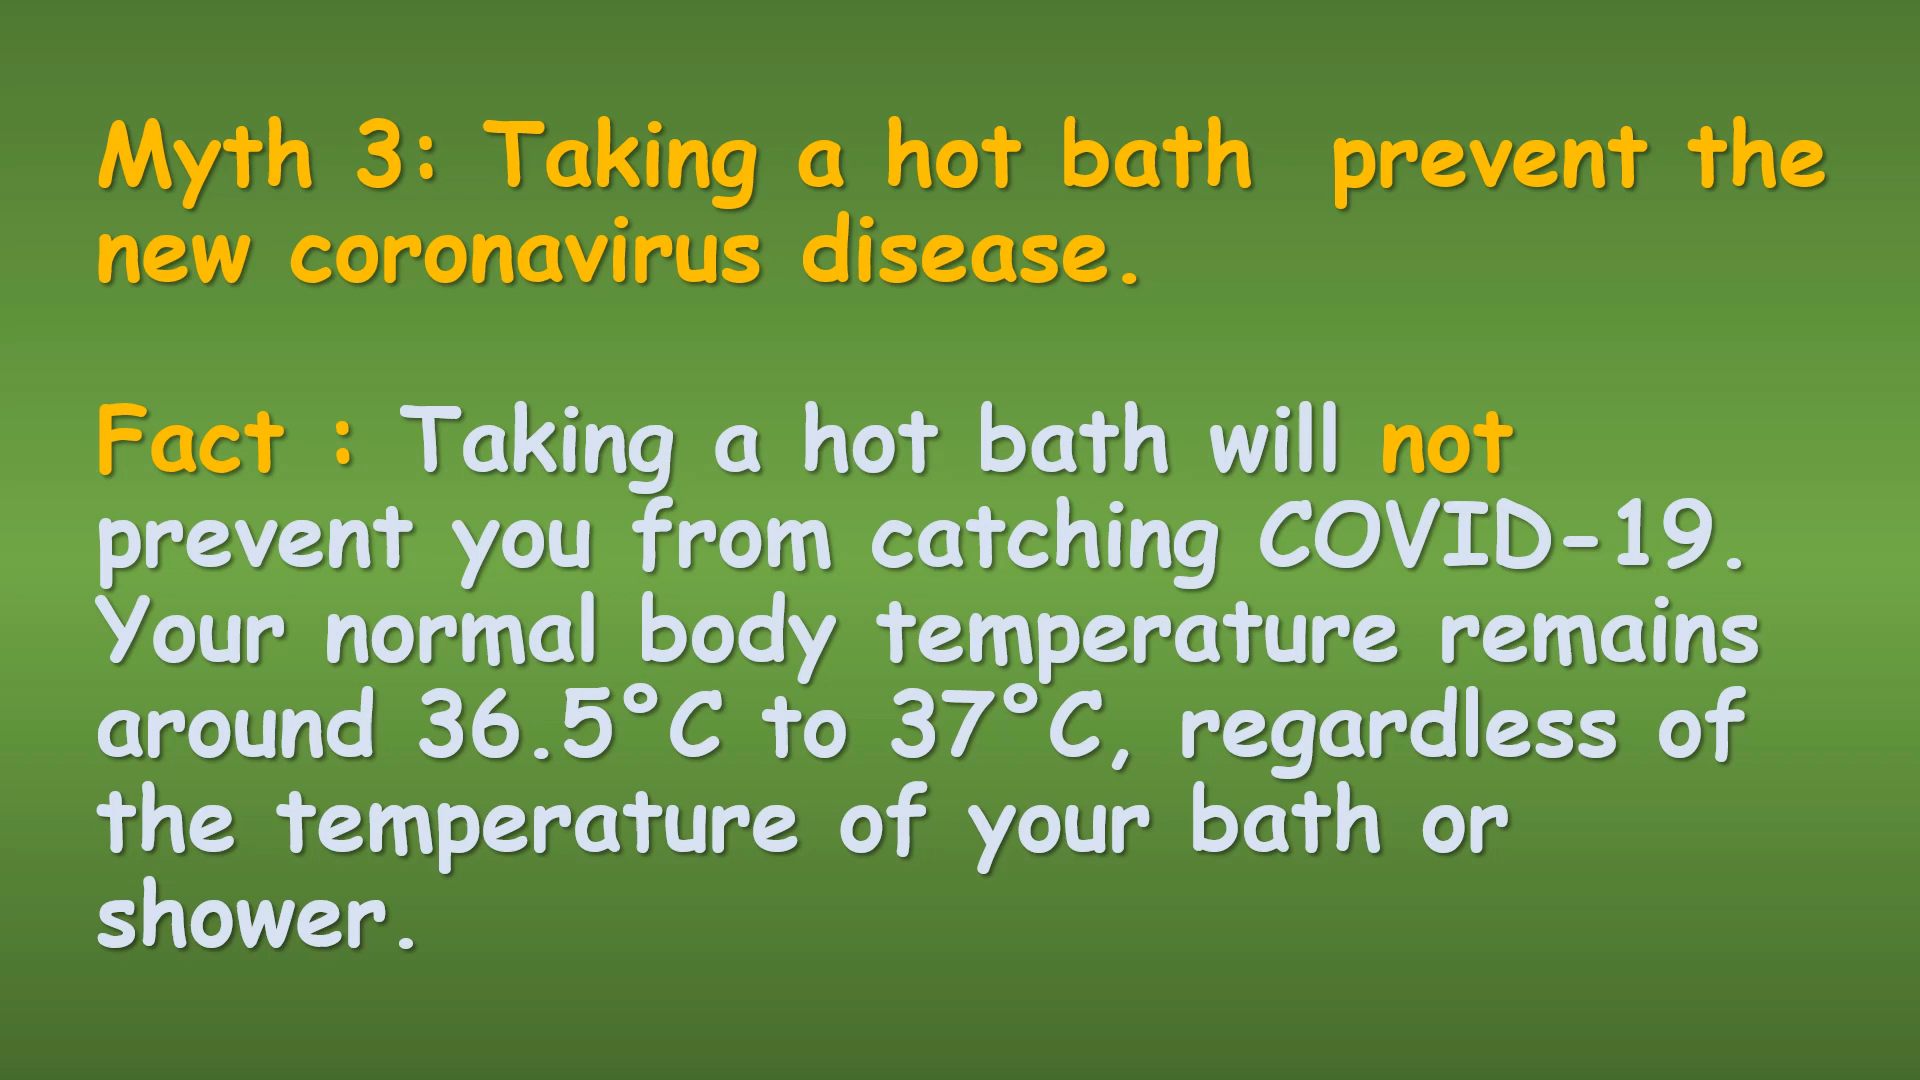 Myth 3: Taking a hot bath  prevent the
new coronavirus disease.
Fact : Taking a hot bath will not
prevent you from catching COVID-19.
Your normal body temperature remains
around 36.5°C to 37°C, regardless of
the temperature of your bath or
shower.